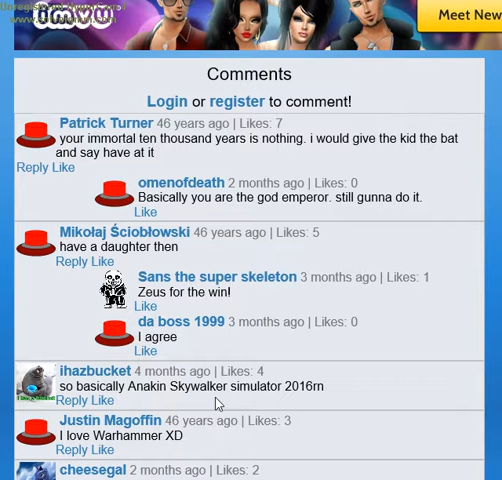 Meet New
Comments
Login or register to comment!
Patrick Turner 46 years ago | Likes: 7
your immortal ten thousand years is nothing. i would give the kid the bat
and say have at it
Reply Like
omenofdeath 2 months ago | Likes: 0
Basically you are the god emperor. still gunna do it.
Like
Mikołaj Ściobłowski 46 years ago | Likes: 5
have a daughter then
Reply Like
Sans the super skeleton 3 months ago | Likes: 1
Zeus for the win!
Like
da boss 1999 3 months ago | Likes: 0
I agree
Like
ihazbucket 4 months ago | Likes: 4
so basically Anakin Skywalker simulator 2016rn
Reply Like
Justin Magoffin 46 years ago | Likes: 3
I love Warhammer XD
Reply Like
cheesegal 2 months ago | Likes: 2